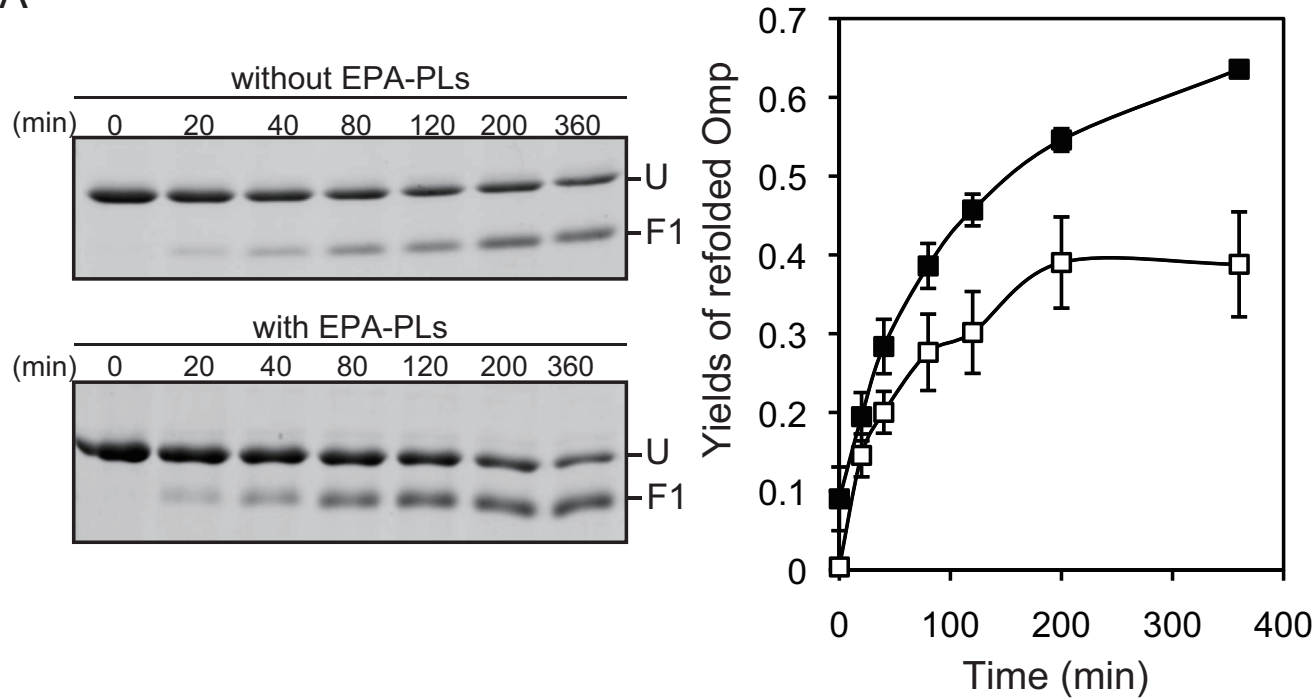 A
without EPA-PLs
(min) 0 20 40 80 120 200 360
U
F1
with EPA-PLs
(min) 0 20 40 80 120 200 360
U
F1
Yields of refolded Omp
0.7
0.6
0.5
0.4
0.3
0.2
0.1
0
0 100 200 300 400
Time (min)